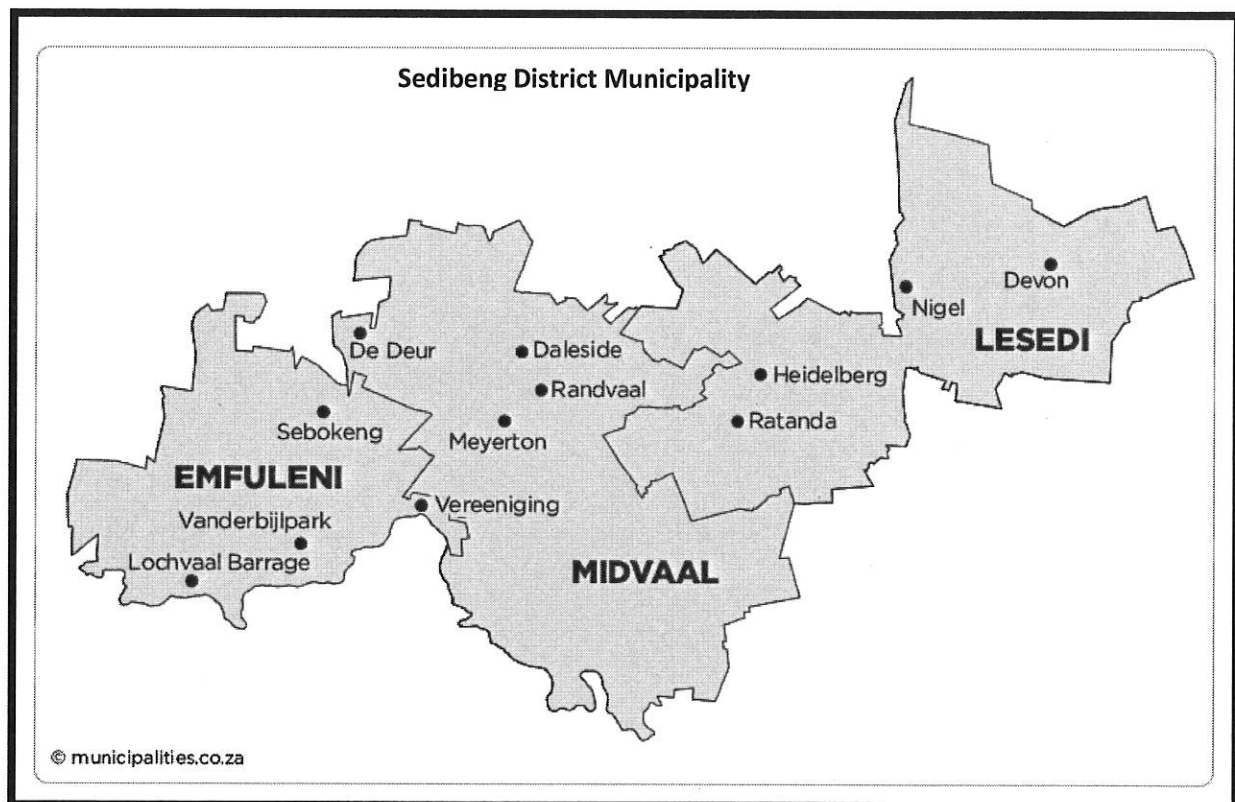 Sedibeng District Municipality
Devon
Nigel
LESEDI
De Deur
Daleside
Heidelberg
Randvaal
Sebokeng
Meyerton
Ratanda
EMFULENI
Vereeniging
Vanderbijlpark
Lochvaal Barrage
MIDVAAL
© municipalities.co.za